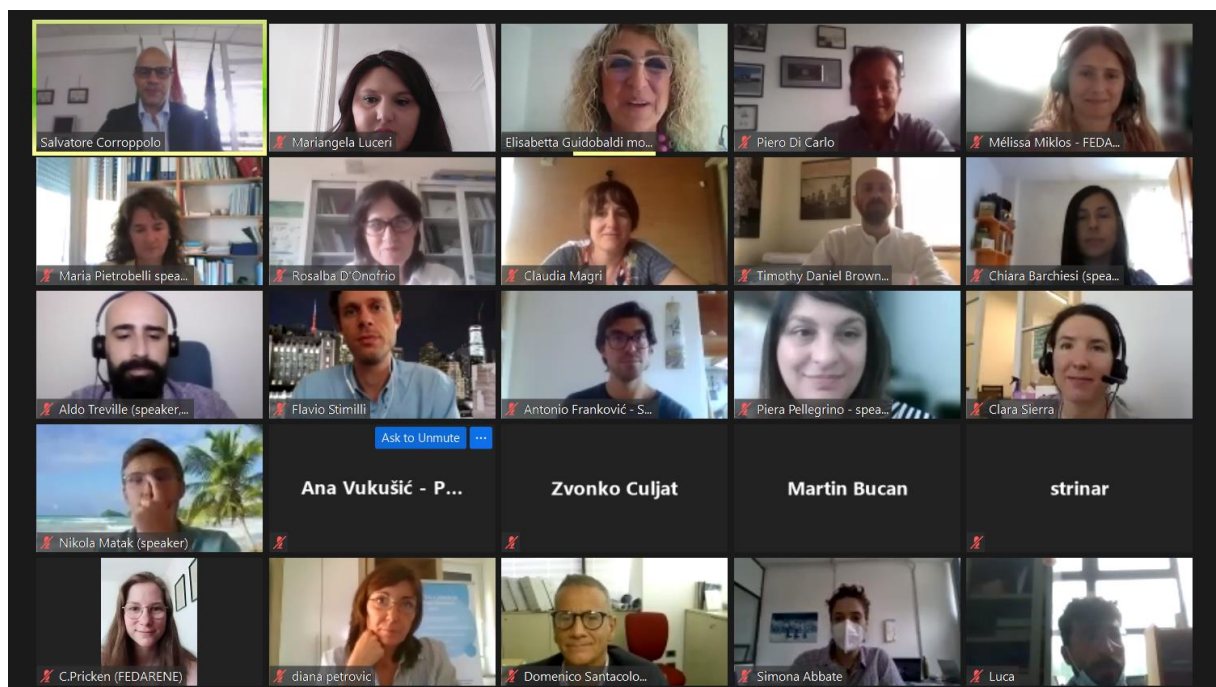 Salvatore Corroppolo
Mariangela Luceri
Elisabetta Guidobaldi mo...
Piero Di Carlo
Mélissa Miklos - FEDA...
Maria Pietrobelli spea...
Rosalba D'Onofrio
Claudia Magri
Timothy Daniel Brown...
Chiara Barchiesi (spea...
Aldo Treville (speaker,...
Flavio Stimilli
Antonio Franković - S...
Piera Pellegrino - spea...
Clara Sierra
Nikola Matak (speaker)
Ask to Unmute ...
Ana Vukušić - P...
Zvonko Culjat
Martin Bucan
strinar
C.Pricken (FEDARENE)
diana petrovic
Domenico Santacolo...
Simona Abbate
Luca